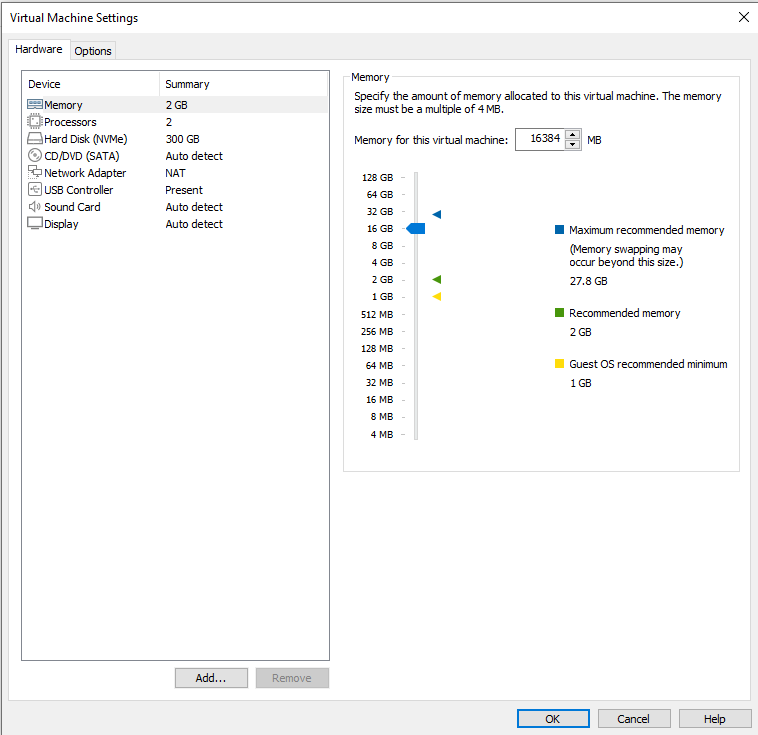 Virtual Machine Settings
Hardware Options
Device Summary
Memory 2 GB
Processors 2
Hard Disk (NVMe) 300 GB
CD/DVD (SATA) Auto detect
Network Adapter NAT
USB Controller Present
Sound Card Auto detect
Display Auto detect
Add... Remove
Memory
Specify the amount of memory allocated to this virtual machine. The memory
size must be a multiple of 4 MB.
Memory for this virtual machine: 16384 MB
128 GB
64 GB
32 GB
16 GB
8 GB
4 GB
2 GB
1 GB
512 MB
256 MB
128 MB
64 MB
32 MB
16 MB
8 MB
4 MB
Maximum recommended memory
(Memory swapping may
occur beyond this size.)
27.8 GB
Recommended memory
2 GB
Guest OS recommended minimum
1 GB
OK Cancel Help